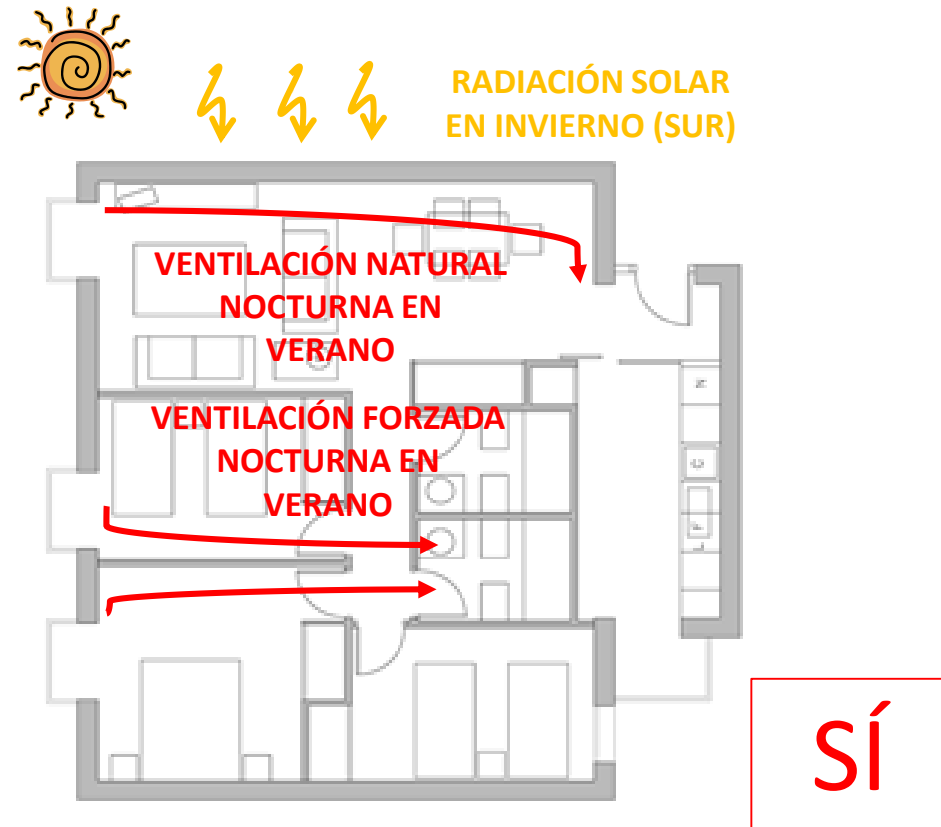 RADIACIÓN SOLAR
EN INVIERNO (SUR)
VENTILACIÓN NATURAL
NOCTURNA EN
VERANO
VENTILACIÓN FORZADA
NOCTURNA EN
VERANO
N
C
F
L
SÍ